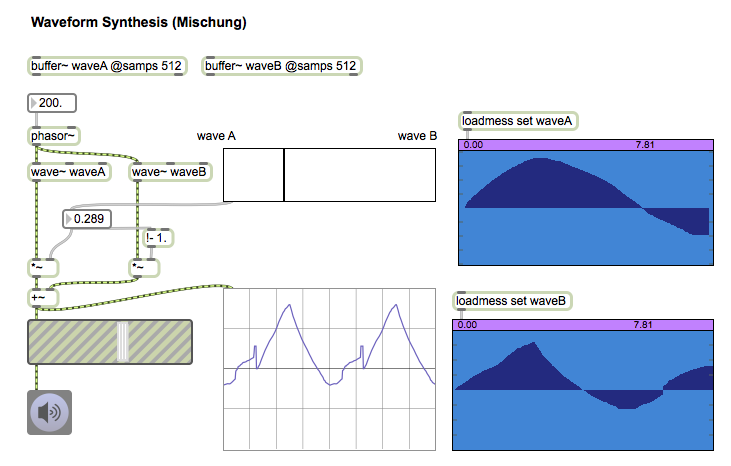 Waveform Synthesis (Mischung)
buffer~ waveA @samps 512
buffer~ waveB @samps 512
200.
phasor~
wave A
wave B
loadmess set waveA
0.00 7.81
wave~ waveA
wave~ waveB
0.289
!- 1.
*~
*~
+~
loadmess set waveB
0.00 7.81